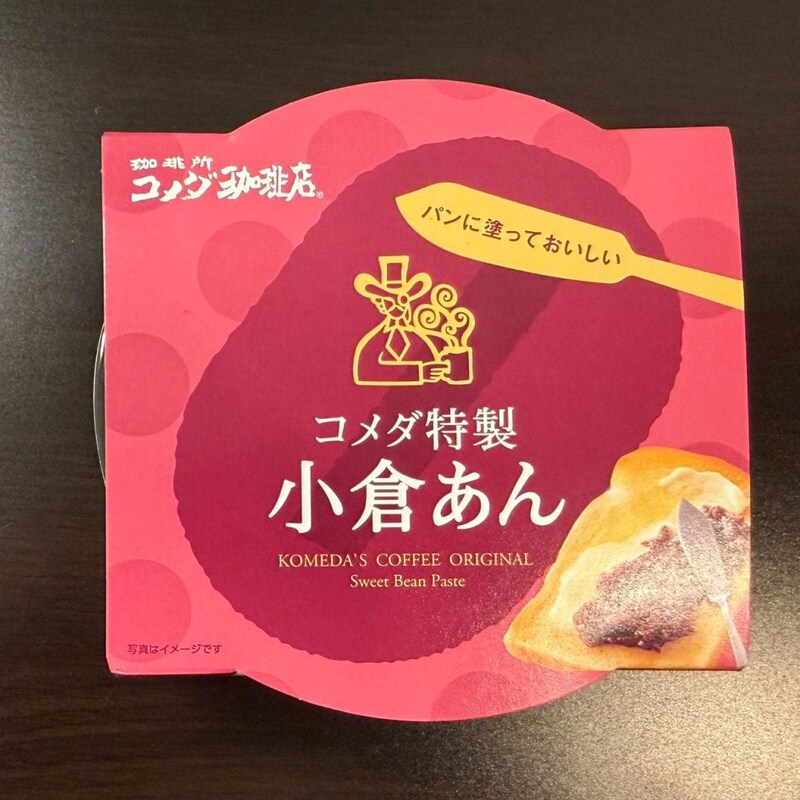 珈琲所
コメダ珈琲店®
パンに塗っておいしい
コメダ特製
小倉あん
KOMEDA'S COFFEE ORIGINAL
Sweet Bean Paste
写真はイメージです